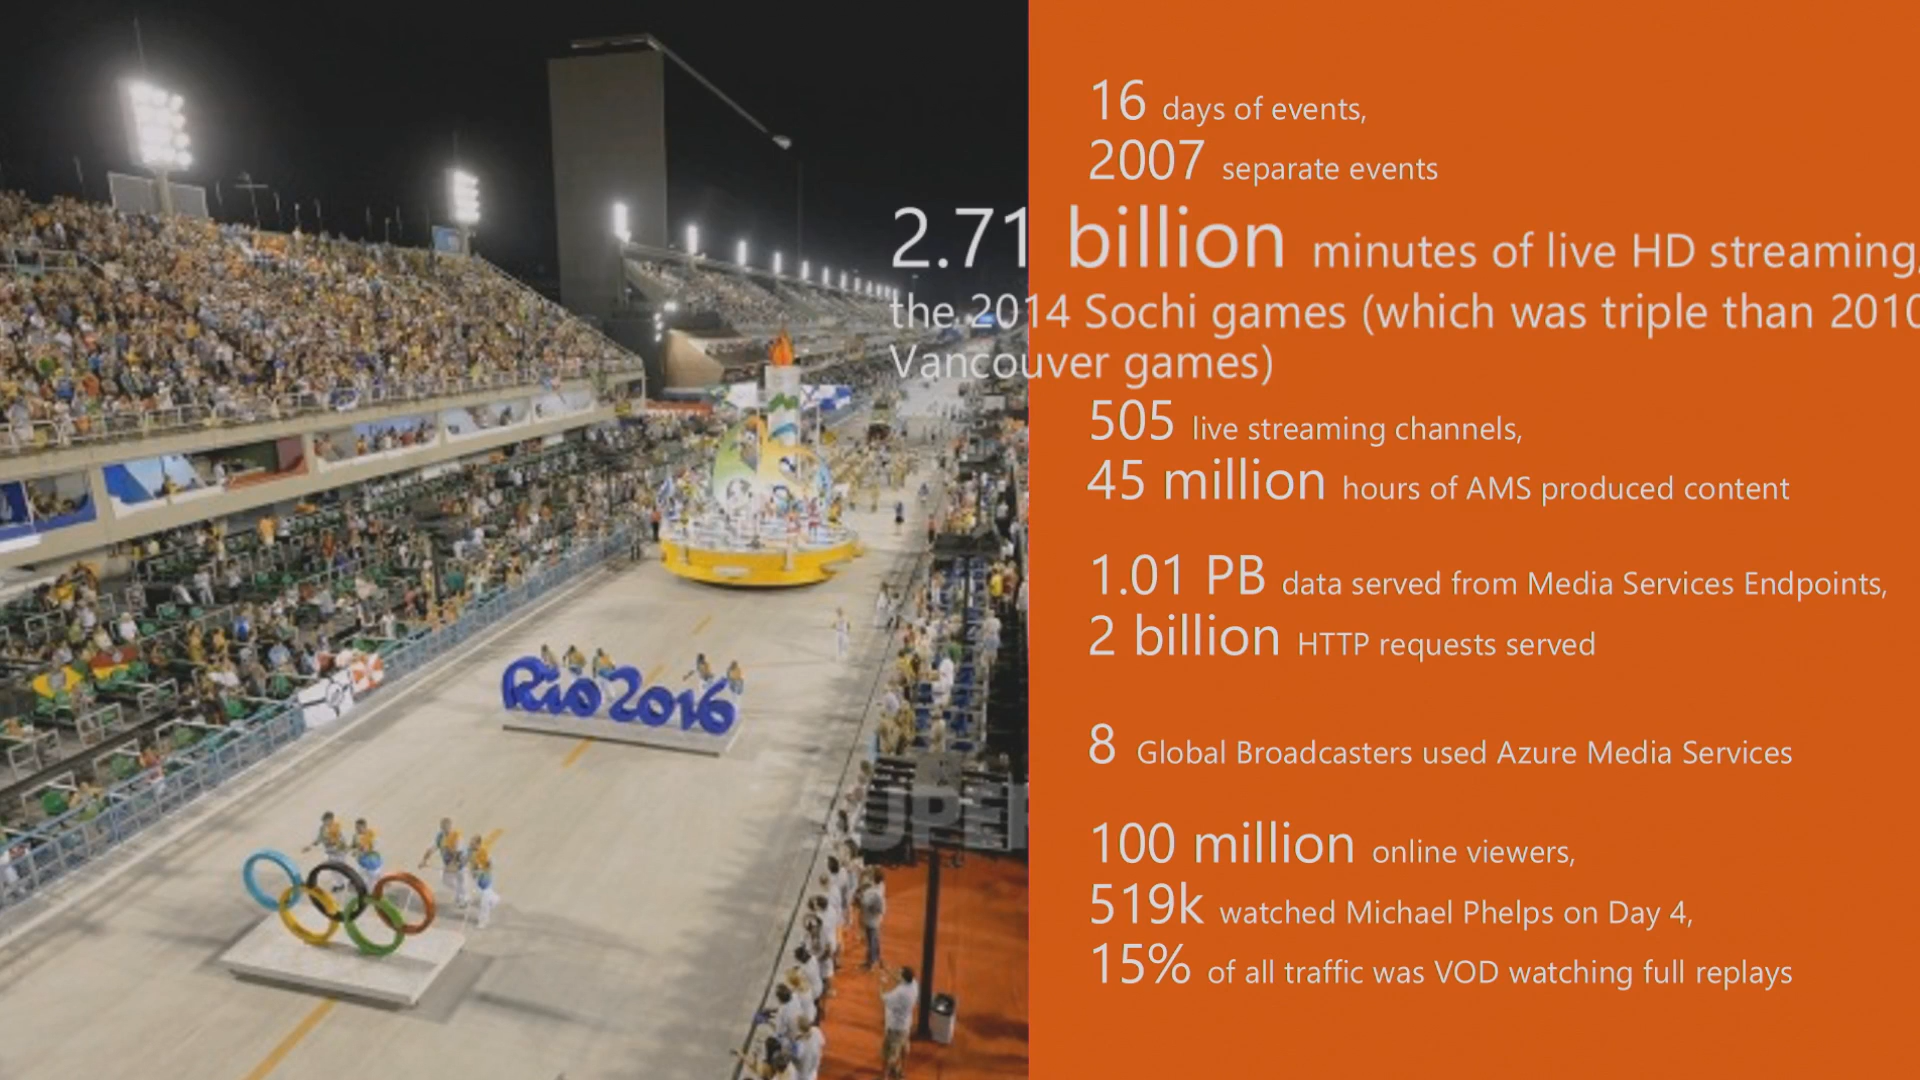 16 days of events,
2007 separate events
2.71 billion minutes of live HD streaming,
the 2014 Sochi games (which was triple than 2010
Vancouver games)
505 live streaming channels,
45 million hours of AMS produced content
1.01 PB data served from Media Services Endpoints,
2 billion HTTP requests served
8 Global Broadcasters used Azure Media Services
100 million online viewers,
519k watched Michael Phelps on Day 4,
15% of all traffic was VOD watching full replays
Rio 2016